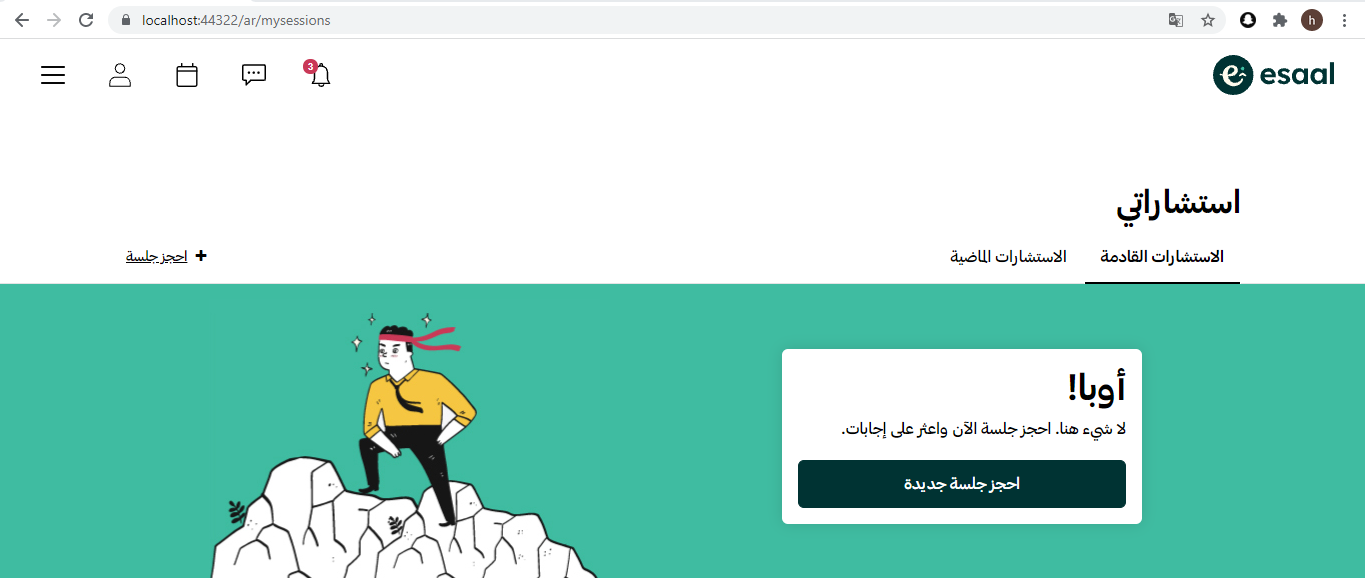 localhost:44322/ar/mysessions
h
3
esaal
استشاراتي
الاستشارات القادمة
الاستشارات الماضية
+ احجز جلسة
أوبا!
لا شيء هنا. احجز جلسة الآن واعثر على إجابات.
احجز جلسة جديدة